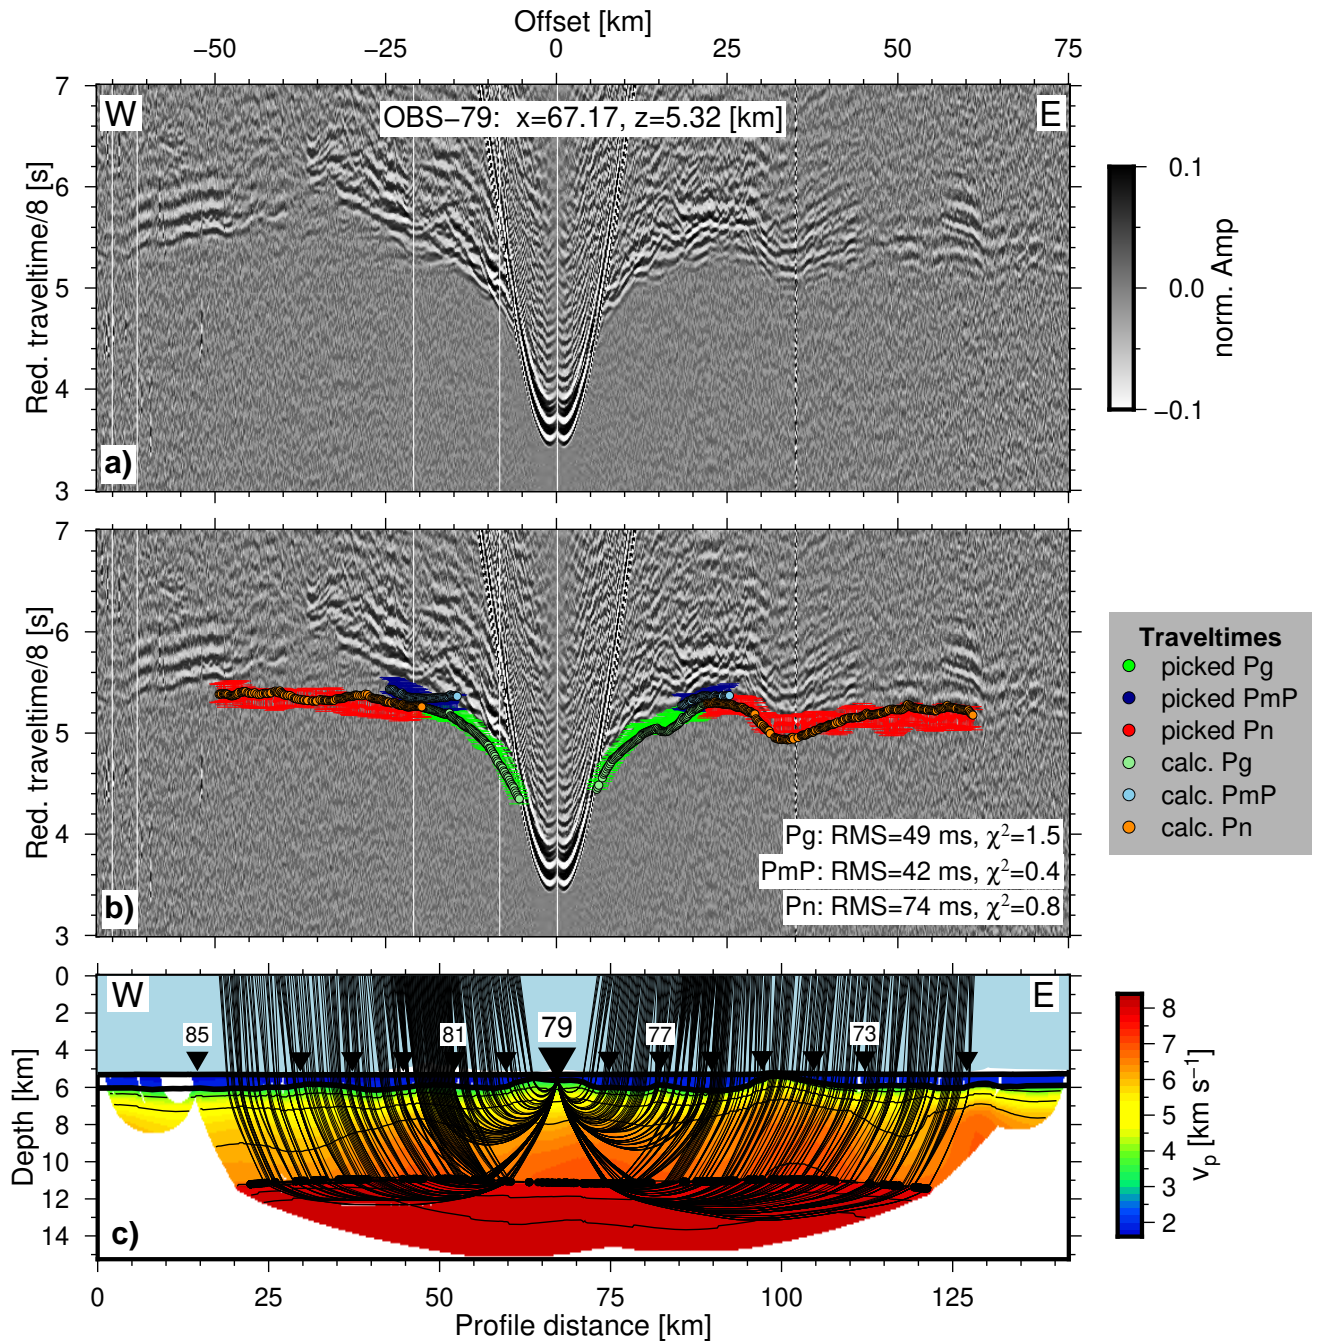 Offset [km]
−50 −25 0 25 50 75
7
6
5
4
3
Red. traveltime/8 [s]
W
OBS−79: x=67.17, z=5.32 [km]
E
a)
0.1
0.0
−0.1
norm. Amp
7
6
5
4
3
Red. traveltime/8 [s]
b)
Pg: RMS=49 ms, χ²=1.5
PmP: RMS=42 ms, χ²=0.4
Pn: RMS=74 ms, χ²=0.8
Traveltimes
picked Pg
picked PmP
picked Pn
calc. Pg
calc. PmP
calc. Pn
0
2
4
6
8
10
12
14
Depth [km]
W
E
85 81 79 77 73
c)
8
7
6
5
4
3
2
vp [km s⁻¹]
0 25 50 75 100 125
Profile distance [km]